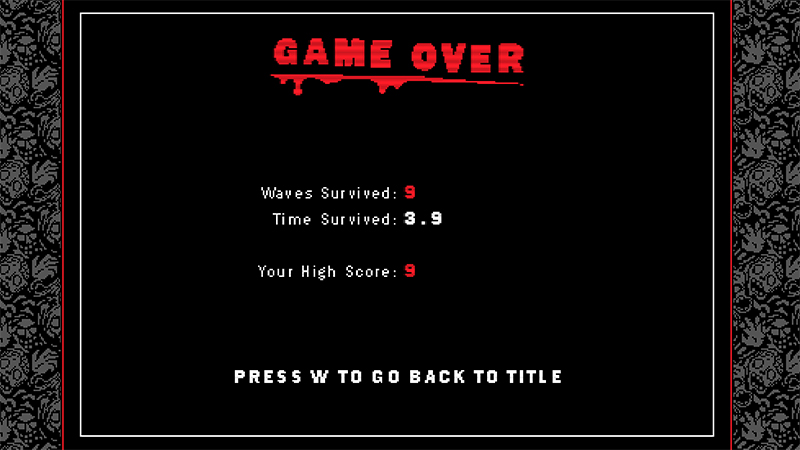 GAME OVER
Waves Survived: 9
Time Survived: 3.9
Your High Score: 9
PRESS W TO GO BACK TO TITLE